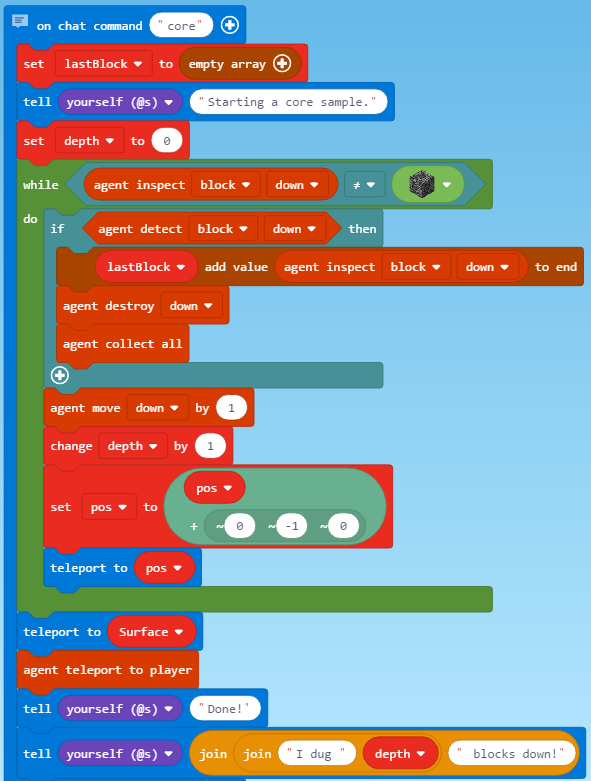 on chat command "core"
set lastBlock to empty array
tell yourself (@s) "Starting a core sample."
set depth to 0
while agent inspect block down ≠
do
if agent detect block down then
lastBlock add value agent inspect block down to end
agent destroy down
agent collect all
agent move down by 1
change depth by 1
set pos to pos
+ ~0 ~-1 ~0
teleport to pos
teleport to Surface
agent teleport to player
tell yourself (@s) "Done!"
tell yourself (@s) join join "I dug " depth " blocks down!"